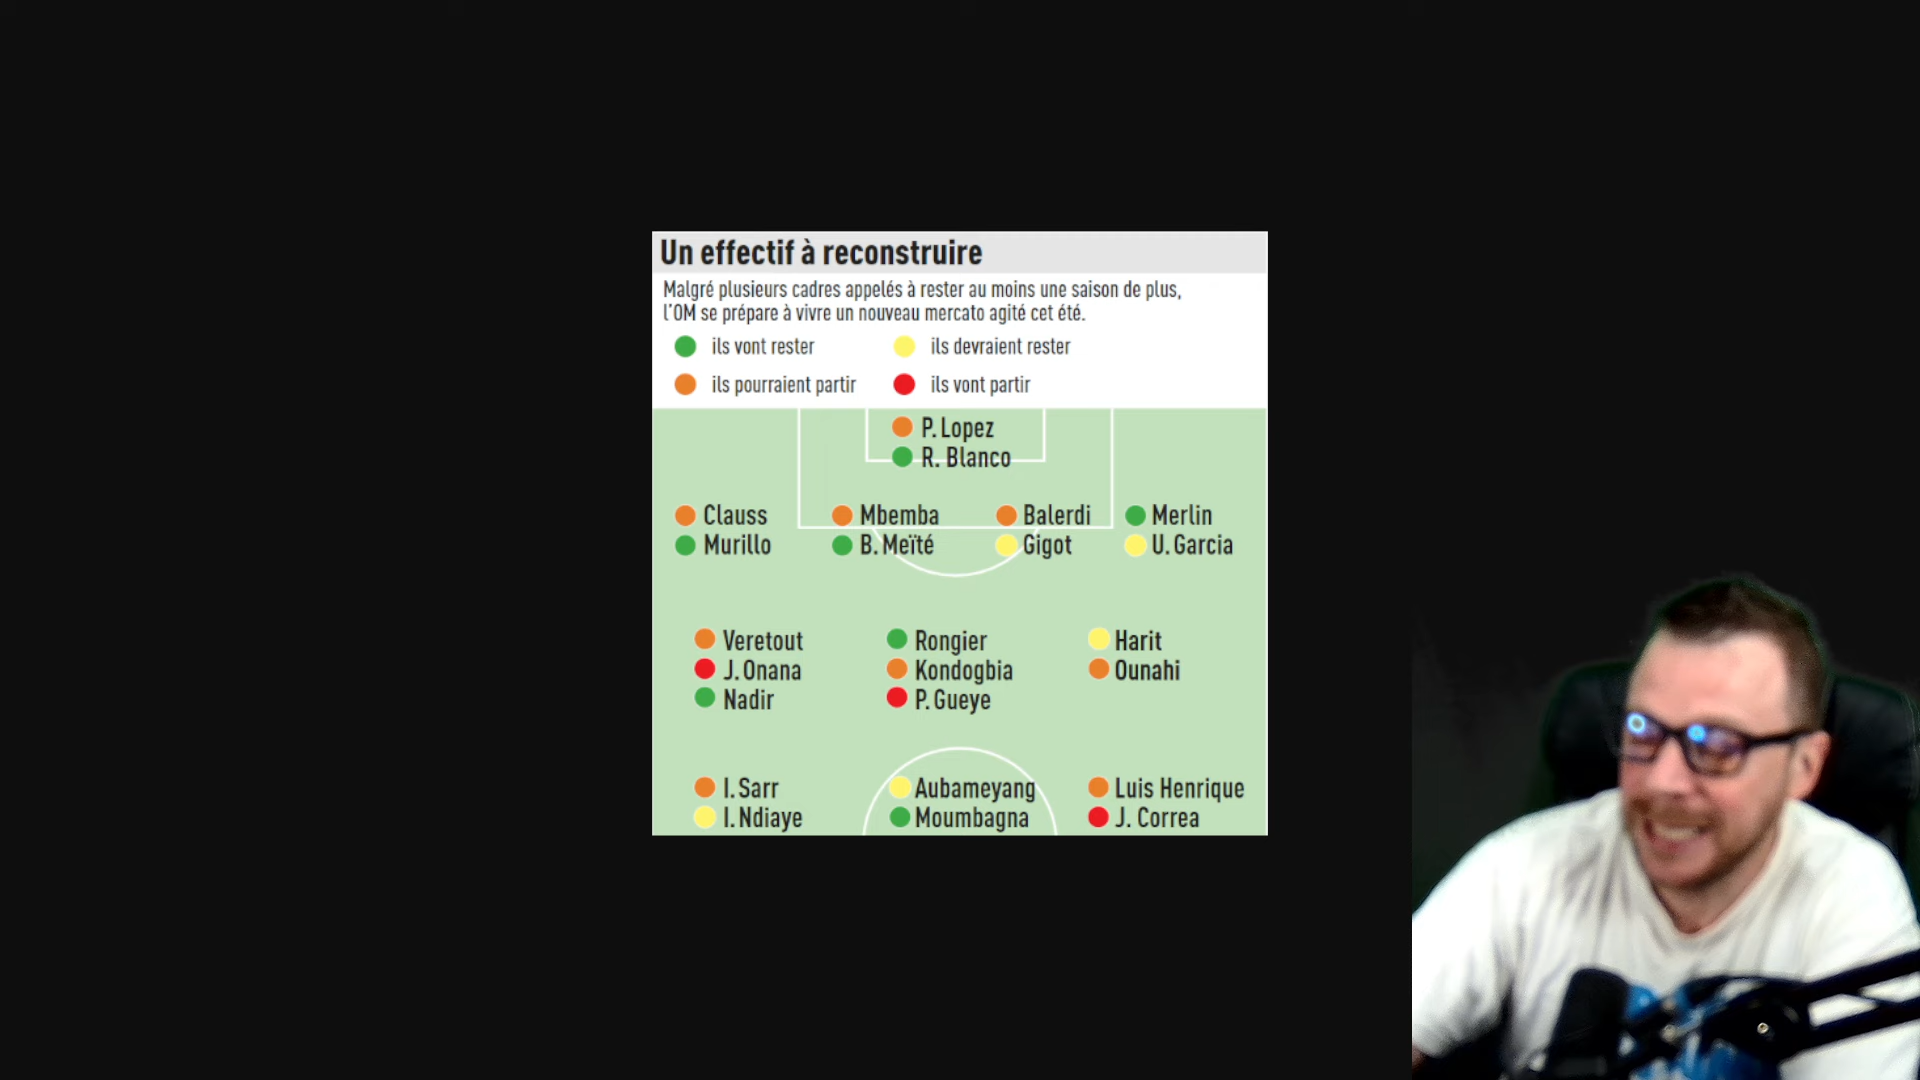 Un effectif à reconstruire
Malgré plusieurs cadres appelés à rester au moins une saison de plus,
l'OM se prépare à vivre un nouveau mercato agité cet été.
ils vont rester ils devraient rester
ils pourraient partir ils vont partir
P. Lopez
R. Blanco
Clauss Mbemba Balerdi Merlin
Murillo B. Meïté Gigot U. Garcia
Veretout Rongier Harit
J. Onana Kondogbia Ounahi
Nadir P. Gueye
I. Sarr Aubameyang Luis Henrique
I. Ndiaye Moumbagna J. Correa